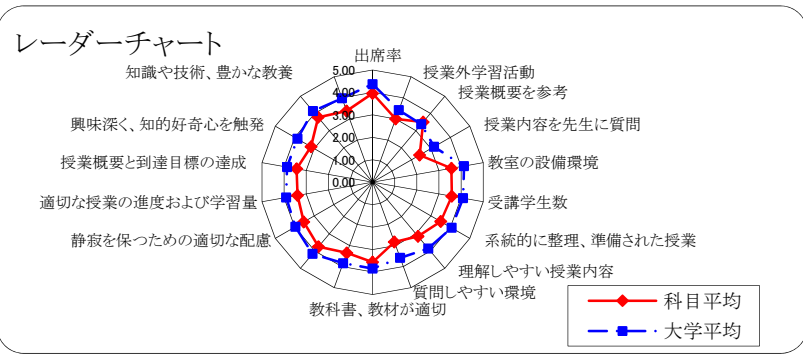 レーダーチャート
出席率
授業外学習活動
授業概要を参考
授業内容を先生に質問
教室の設備環境
受講学生数
系統的に整理、準備された授業
理解しやすい授業内容
質問しやすい環境
教科書、教材が適切
静寂を保つための適切な配慮
適切な授業の進度および学習量
授業概要と到達目標の達成
興味深く、知的好奇心を触発
知識や技術、豊かな教養
5.00
4.00
3.00
2.00
1.00
0.00
科目平均
大学平均